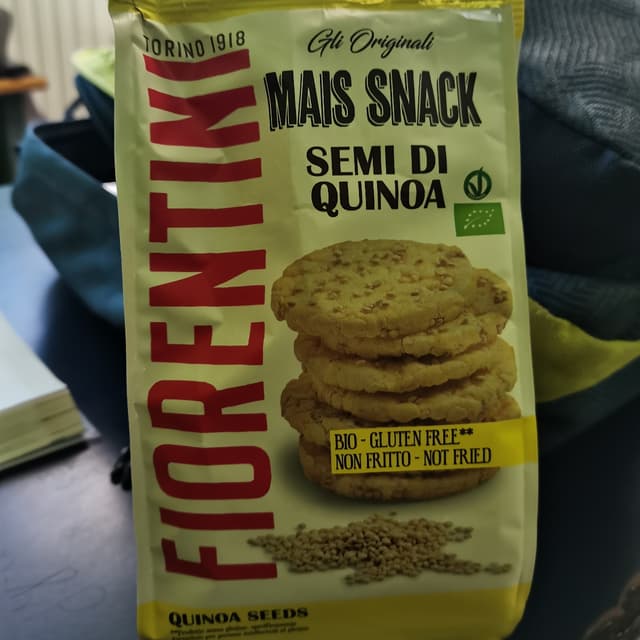 TORINO 1918
Gli Originali
FIORENTINI
MAIS SNACK
SEMI DI
QUINOA
BIO - GLUTEN FREE**
NON FRITTO - NOT FRIED
QUINOA SEEDS